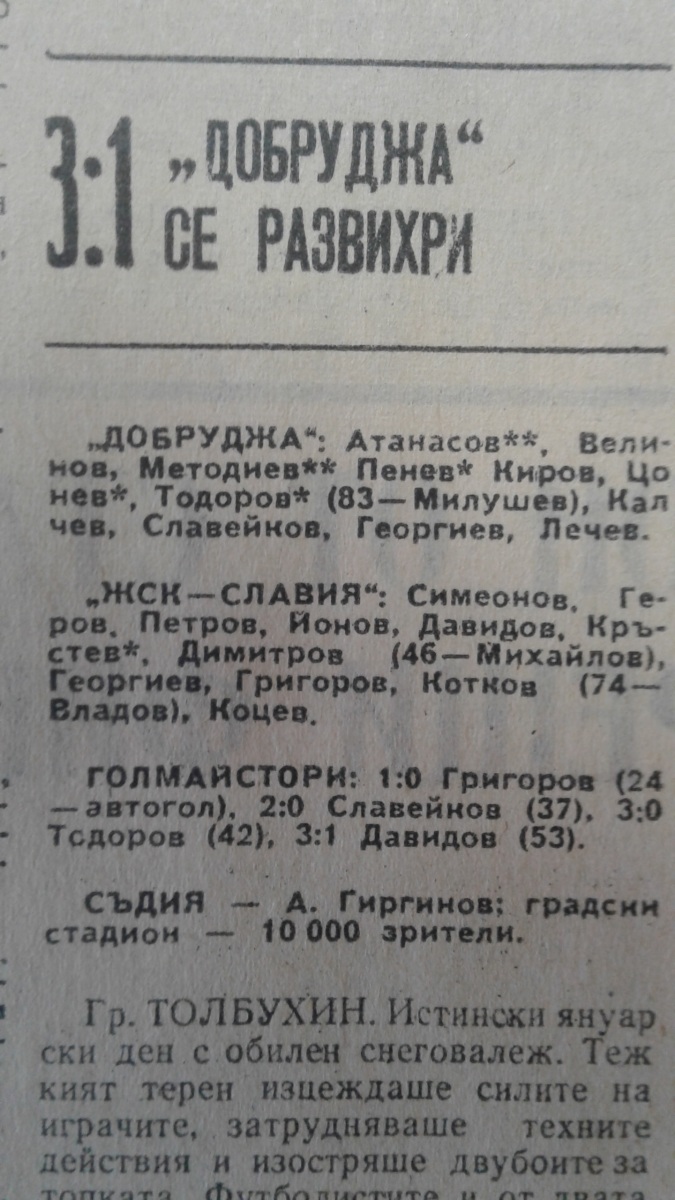 3:1 „ДОБРУДЖА“
СЕ РАЗВИХРИ
„ДОБРУДЖА“: Атанасов**, Вели-
нов, Методиев** Пенев* Киров, Цо
нев*, Тодоров* (83—Милушев), Кал
чев, Славейков, Георгиев, Лечев.
„ЖСК—СЛАВИЯ“: Симеонов, Ге-
ров, Петров, Йонов, Давидов, Кръ-
стев*, Димитров (46—Михайлов),
Георгиев, Григоров, Котков (74—
Владов), Коцев.
ГОЛМАЙСТОРИ: 1:0 Григоров (24
—автогол), 2:0 Славейков (37), 3:0
Тодоров (42), 3:1 Давидов (53).
СЪДИЯ — А. Гиргинов; градски
стадион — 10 000 зрители.
Гр. ТОЛБУХИН. Истински януар
ски ден с обилен снеговалеж. Теж
кият терен изцеждаше силите на
играчите, затрудняваше техните
действия и изостряше двубоите за
топката. Футболистите и от двата